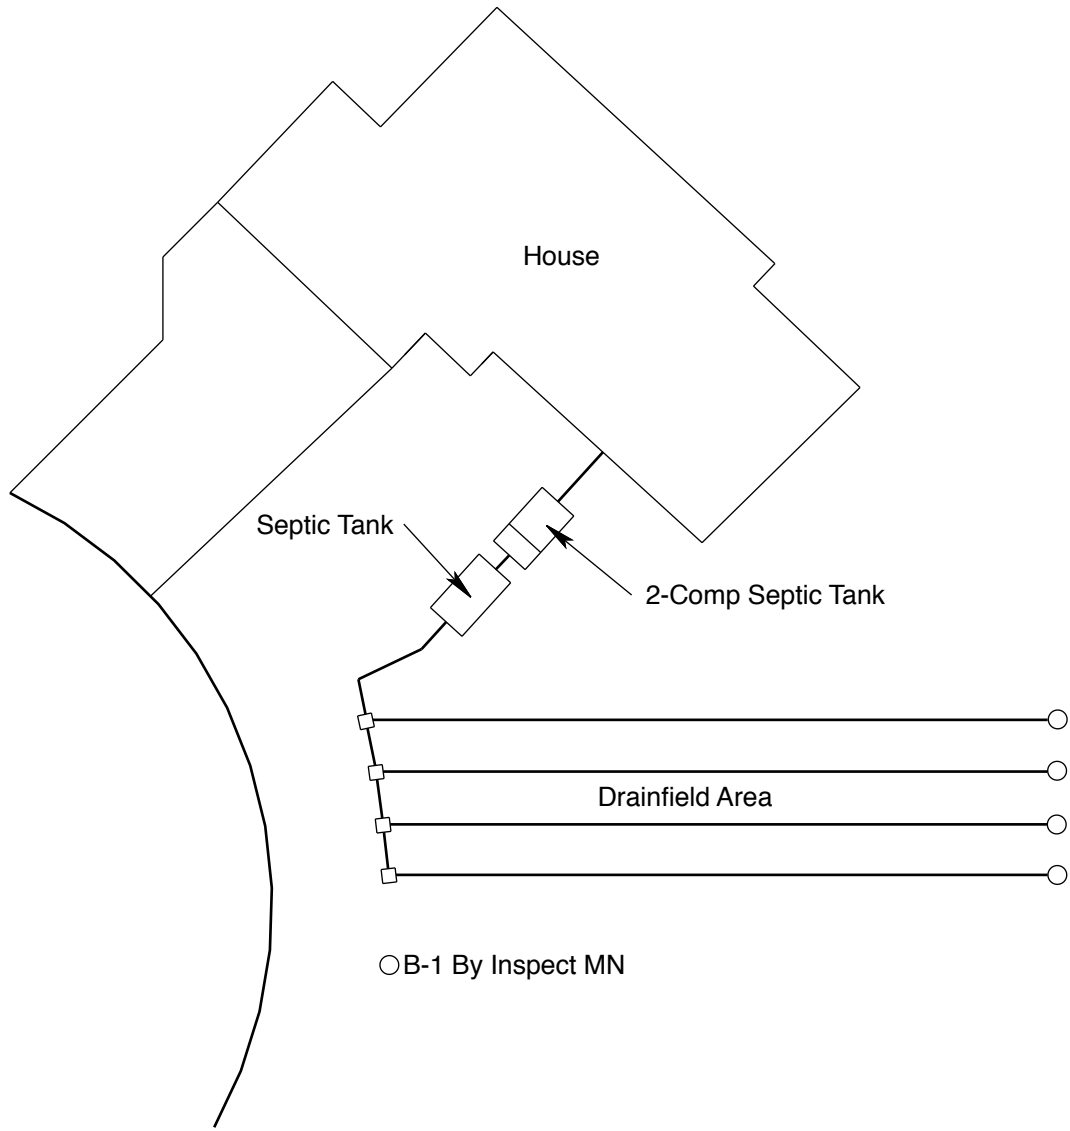 House
Septic Tank
2-Comp Septic Tank
Drainfield Area
B-1 By Inspect MN